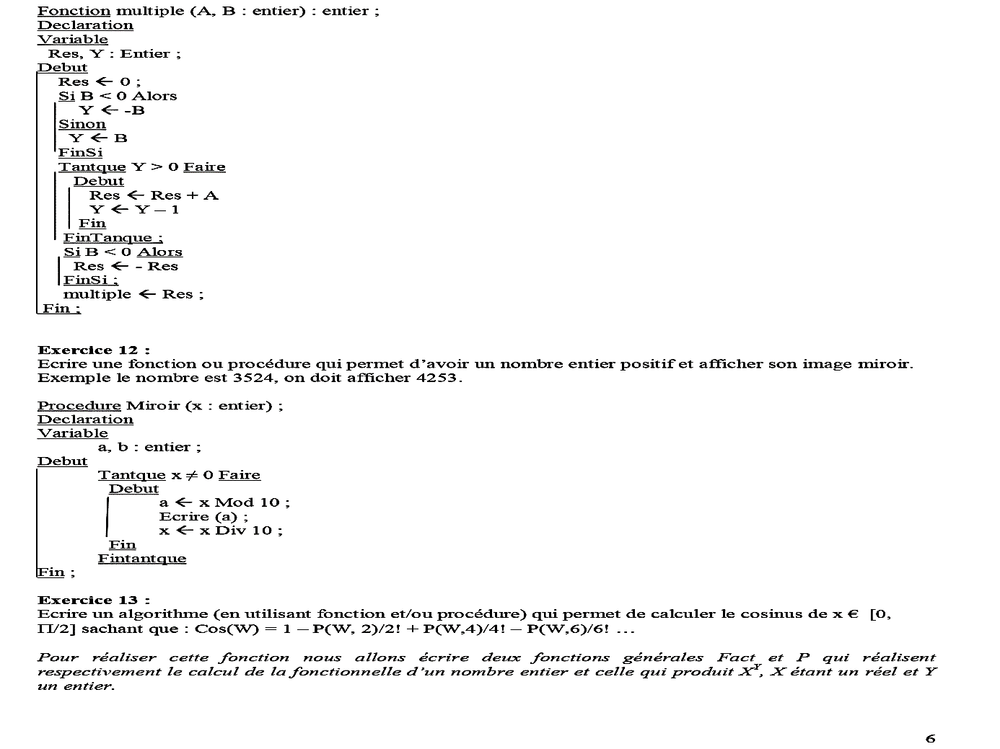 Fonction multiple (A, B : entier) : entier ;
Declaration
Variable
Res, Y : Entier ;
Debut
Res ← 0 ;
Si B < 0 Alors
Y ← -B
Sinon
Y ← B
FinSi
Tantque Y > 0 Faire
Debut
Res ← Res + A
Y ← Y – 1
Fin
FinTanque ;
Si B < 0 Alors
Res ← - Res
FinSi ;
multiple ← Res ;
Fin ;
Exercice 12 :
Ecrire une fonction ou procédure qui permet d’avoir un nombre entier positif et afficher son image miroir.
Exemple le nombre est 3524, on doit afficher 4253.
Procedure Miroir (x : entier) ;
Declaration
Variable
a, b : entier ;
Debut
Tantque x ≠ 0 Faire
Debut
a ← x Mod 10 ;
Ecrire (a) ;
x ← x Div 10 ;
Fin
Fintantque
Fin ;
Exercice 13 :
Ecrire un algorithme (en utilisant fonction et/ou procédure) qui permet de calculer le cosinus de x € [0,
Π/2] sachant que : Cos(W) = 1 – P(W, 2)/2! + P(W,4)/4! – P(W,6)/6! …
Pour réaliser cette fonction nous allons écrire deux fonctions générales Fact et P qui réalisent
respectivement le calcul de la fonctionnelle d’un nombre entier et celle qui produit X^Y, X étant un réel et Y
un entier.
6